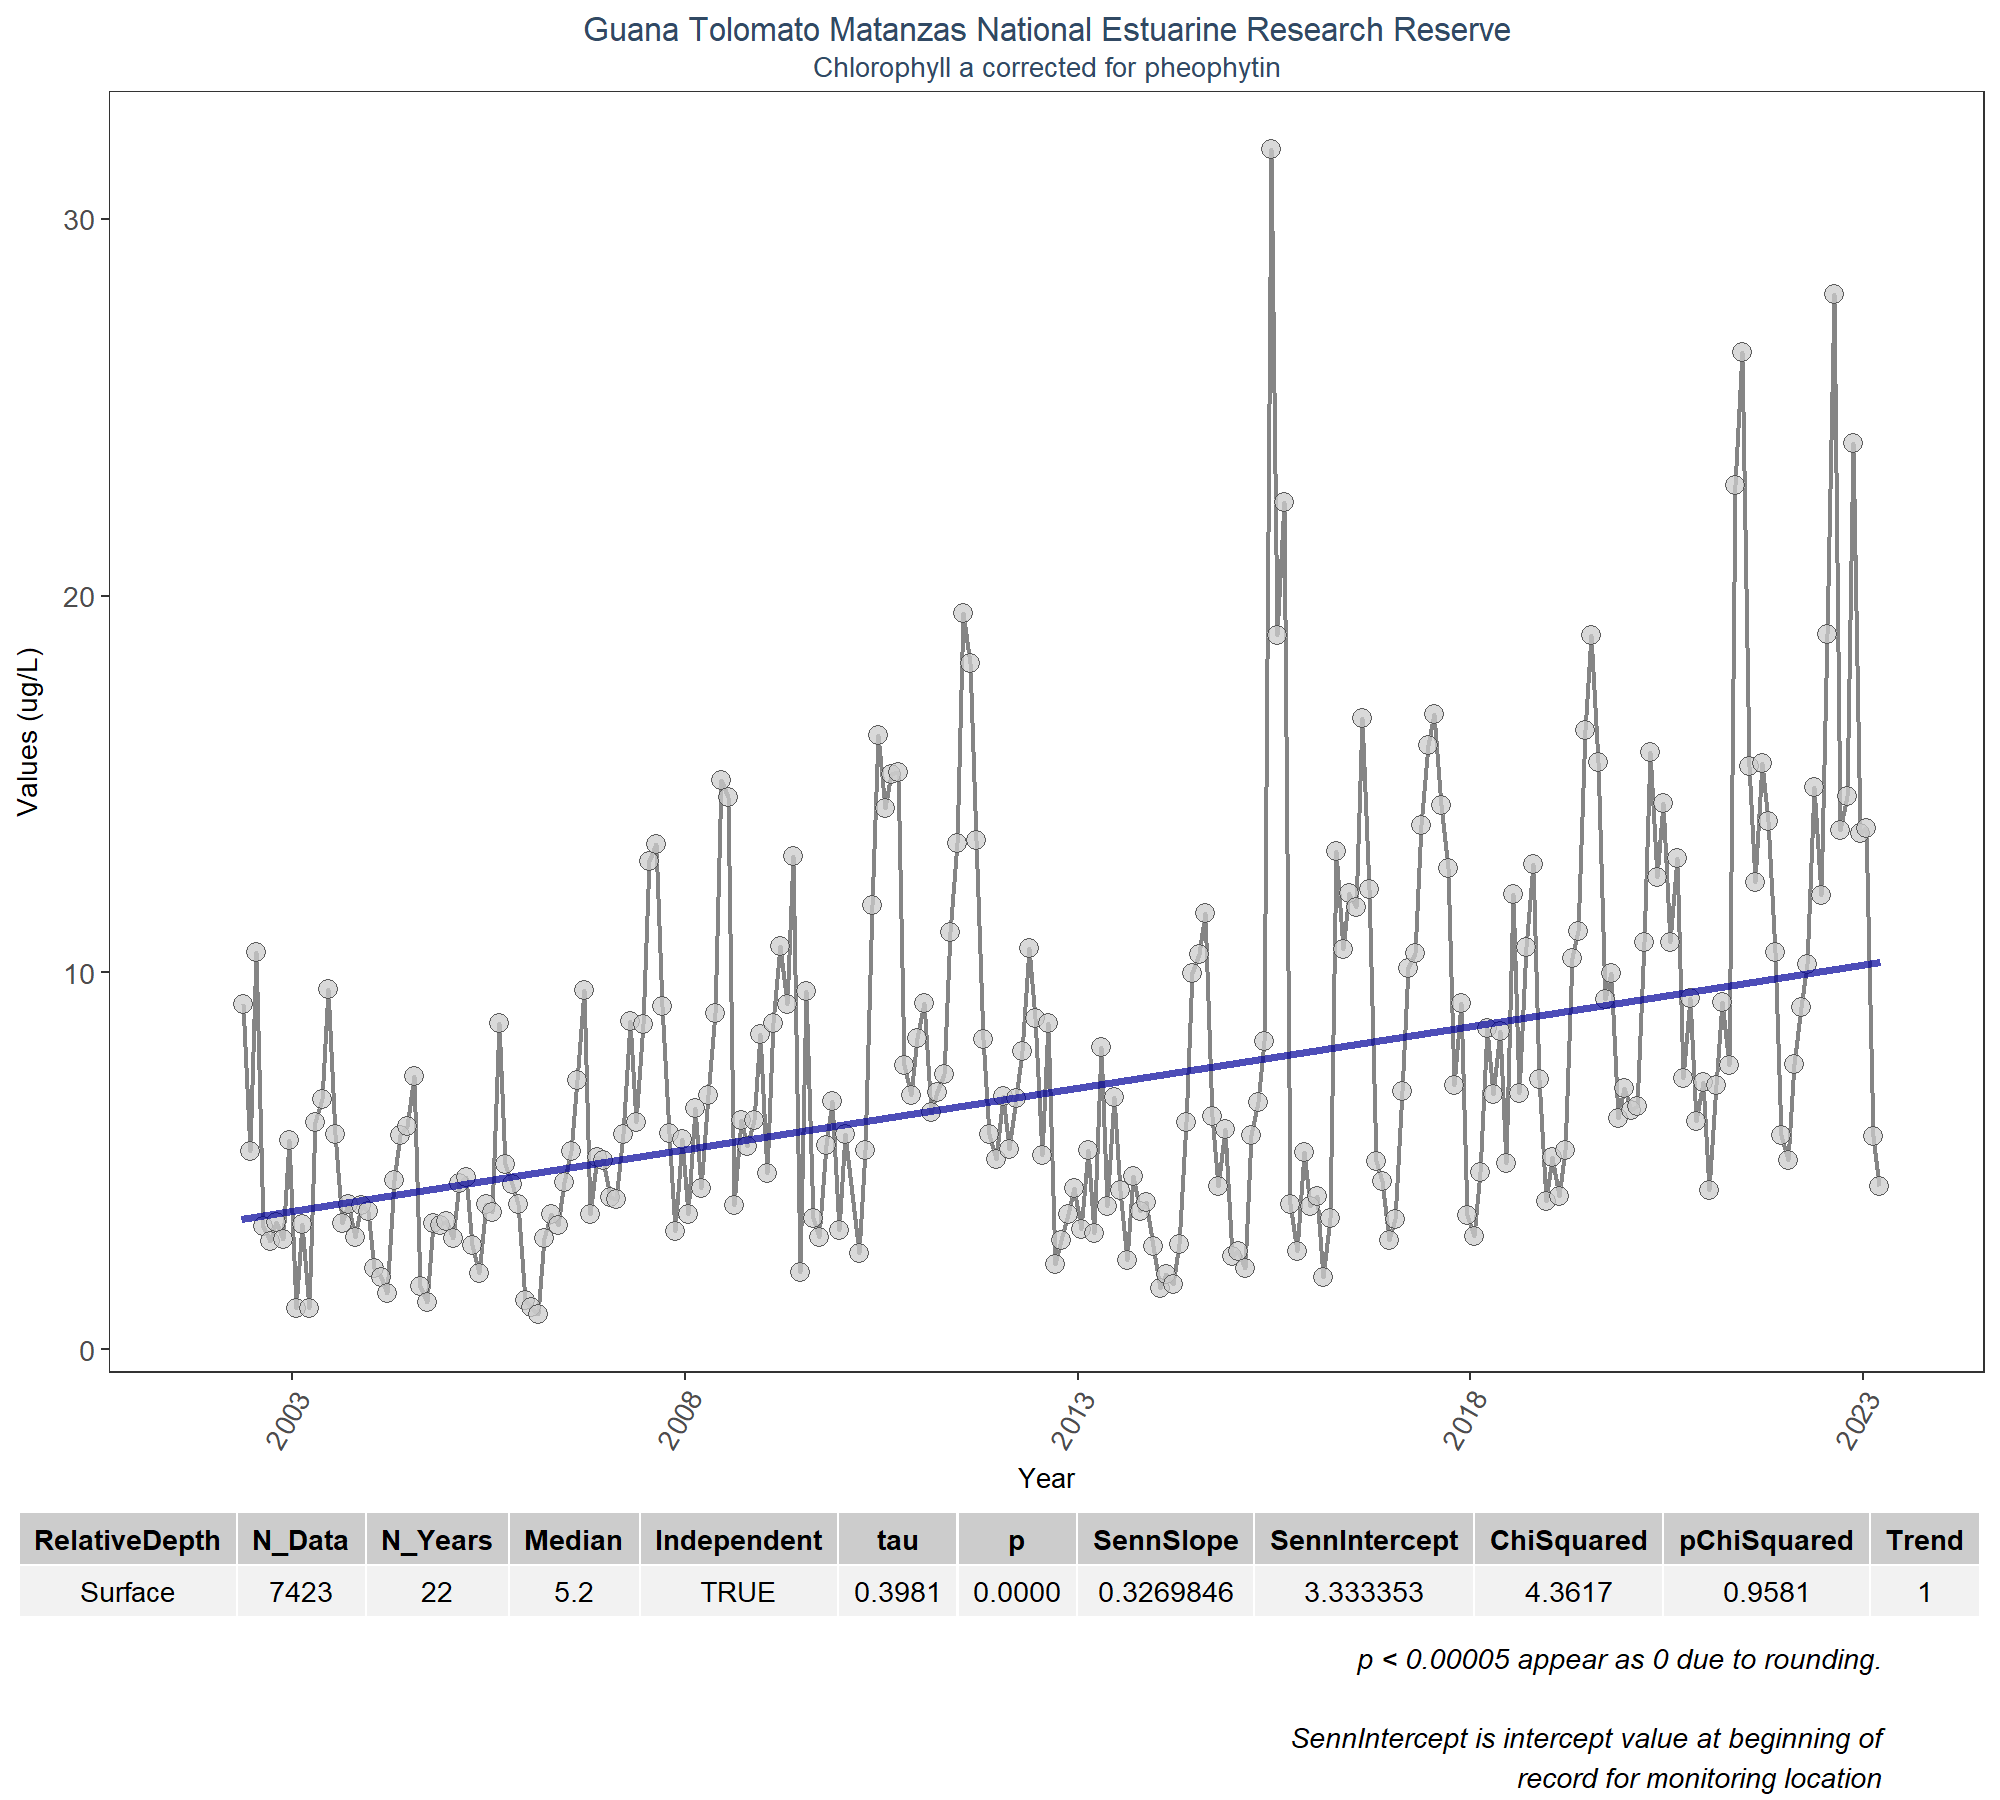 Guana Tolomato Matanzas National Estuarine Research Reserve
Chlorophyll a corrected for pheophytin
30
20
10
0
Values (ug/L)
2003 2008 2013 2018 2023
Year
RelativeDepth N_Data N_Years Median Independent tau p SennSlope SennIntercept ChiSquared pChiSquared Trend
Surface 7423 22 5.2 TRUE 0.3981 0.0000 0.3269846 3.333353 4.3617 0.9581 1
p < 0.00005 appear as 0 due to rounding.
SennIntercept is intercept value at beginning of
record for monitoring location